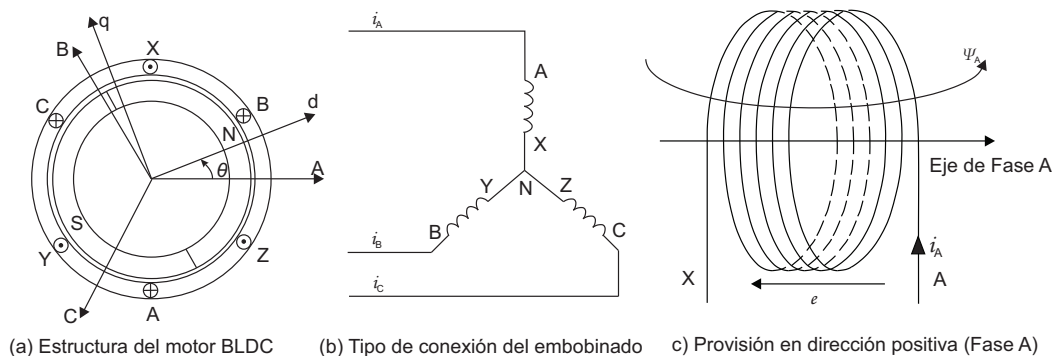 q
B
X
C
B
d
N
A
θ
S
Y
Z
C
A
(a) Estructura del motor BLDC
i_A
A
X
Y
N
Z
B
C
i_B
i_C
(b) Tipo de conexión del embobinado
Ψ_A
Eje de Fase A
i_A
X
A
e
c) Provisión en dirección positiva (Fase A)